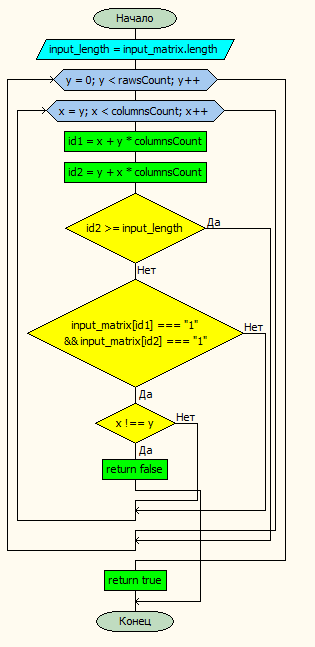 Начало
input_length = input_matrix.length
y = 0; y < rawsCount; y++
x = y; x < columnsCount; x++
id1 = x + y * columnsCount
id2 = y + x * columnsCount
id2 >= input_length
Да
Нет
input_matrix[id1] === "1"
&& input_matrix[id2] === "1"
Нет
Да
x !== y
Нет
Да
return false
return true
Конец